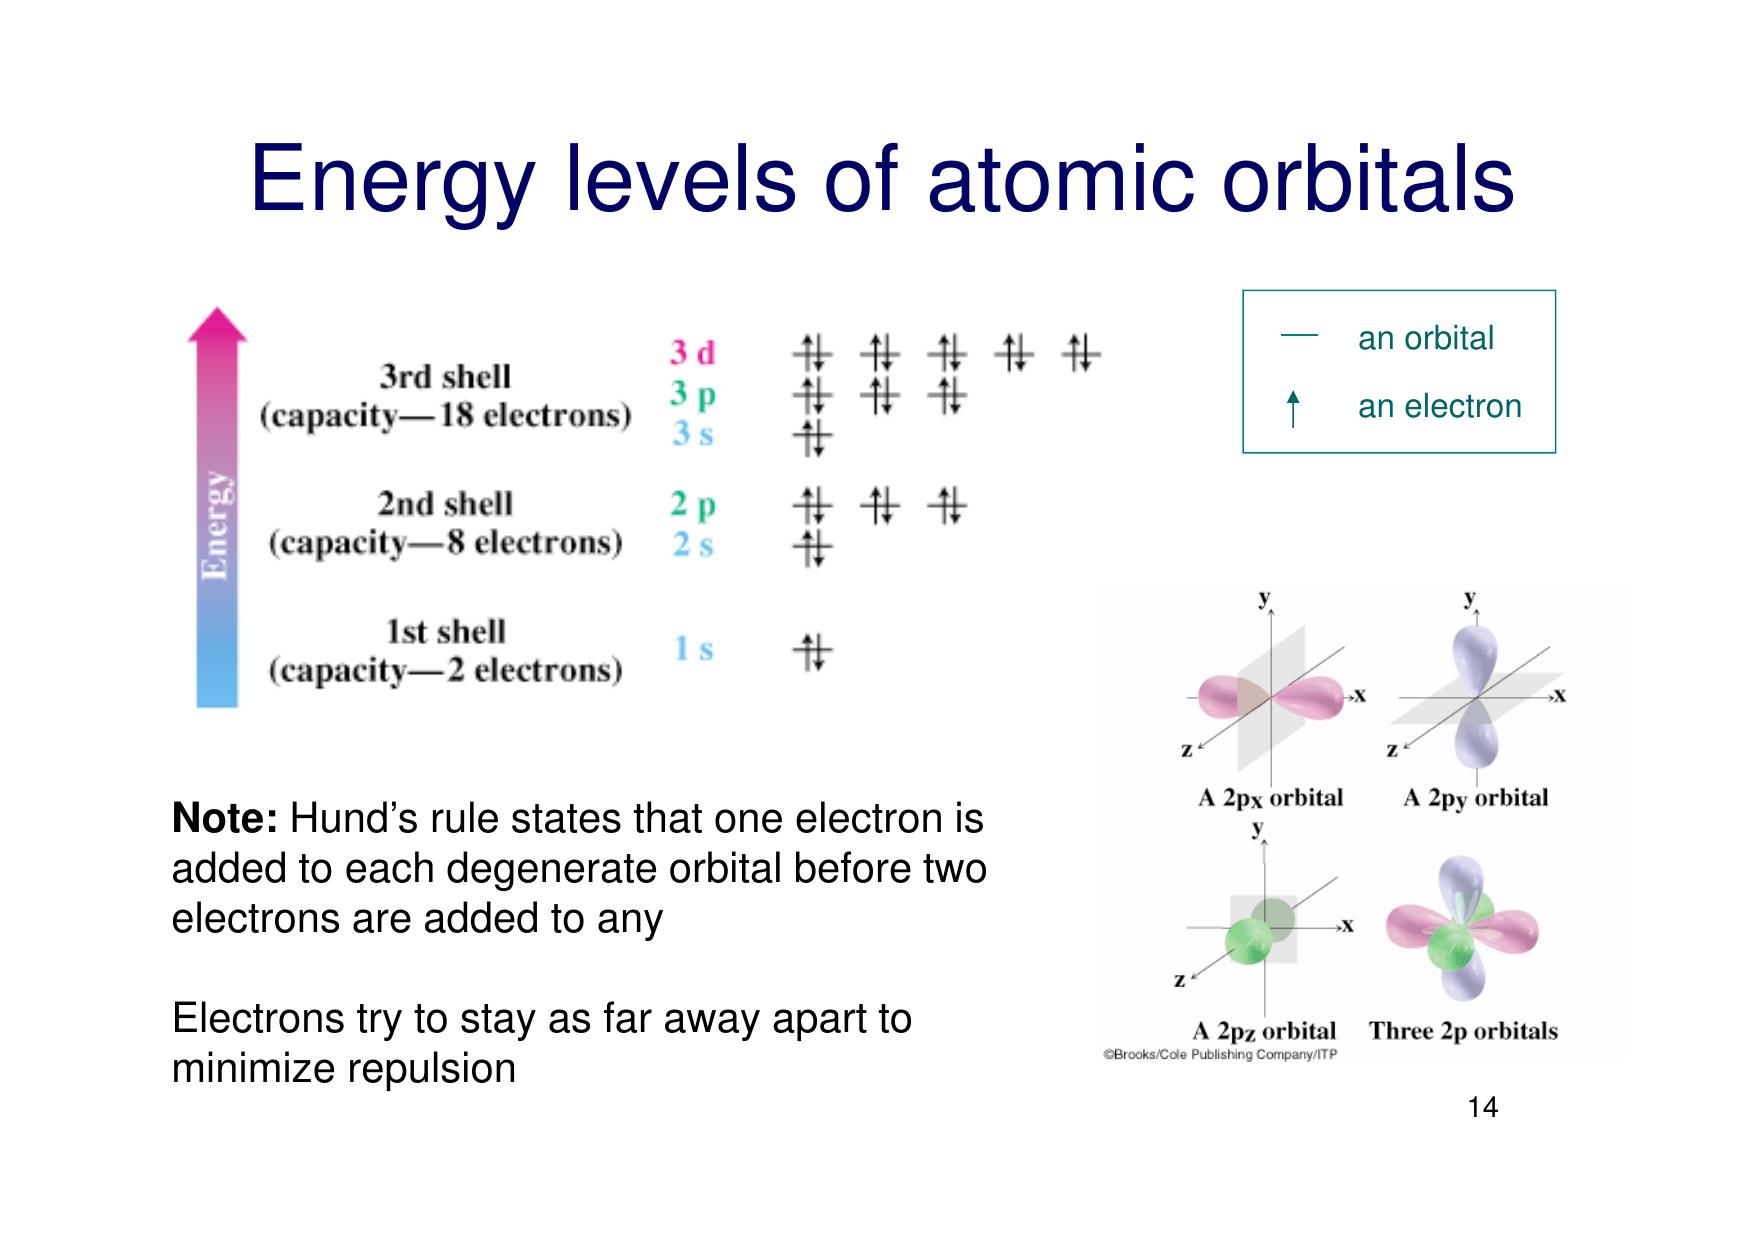 Energy levels of atomic orbitals
Energy
3rd shell
(capacity—18 electrons)
3 d
3 p
3 s
2nd shell
(capacity—8 electrons)
2 p
2 s
1st shell
(capacity—2 electrons)
1 s
an orbital
an electron
Note: Hund’s rule states that one electron is
added to each degenerate orbital before two
electrons are added to any
Electrons try to stay as far away apart to
minimize repulsion
y
x
z
A 2px orbital
y
x
z
A 2py orbital
y
x
z
A 2pz orbital
Three 2p orbitals
©Brooks/Cole Publishing Company/ITP
14